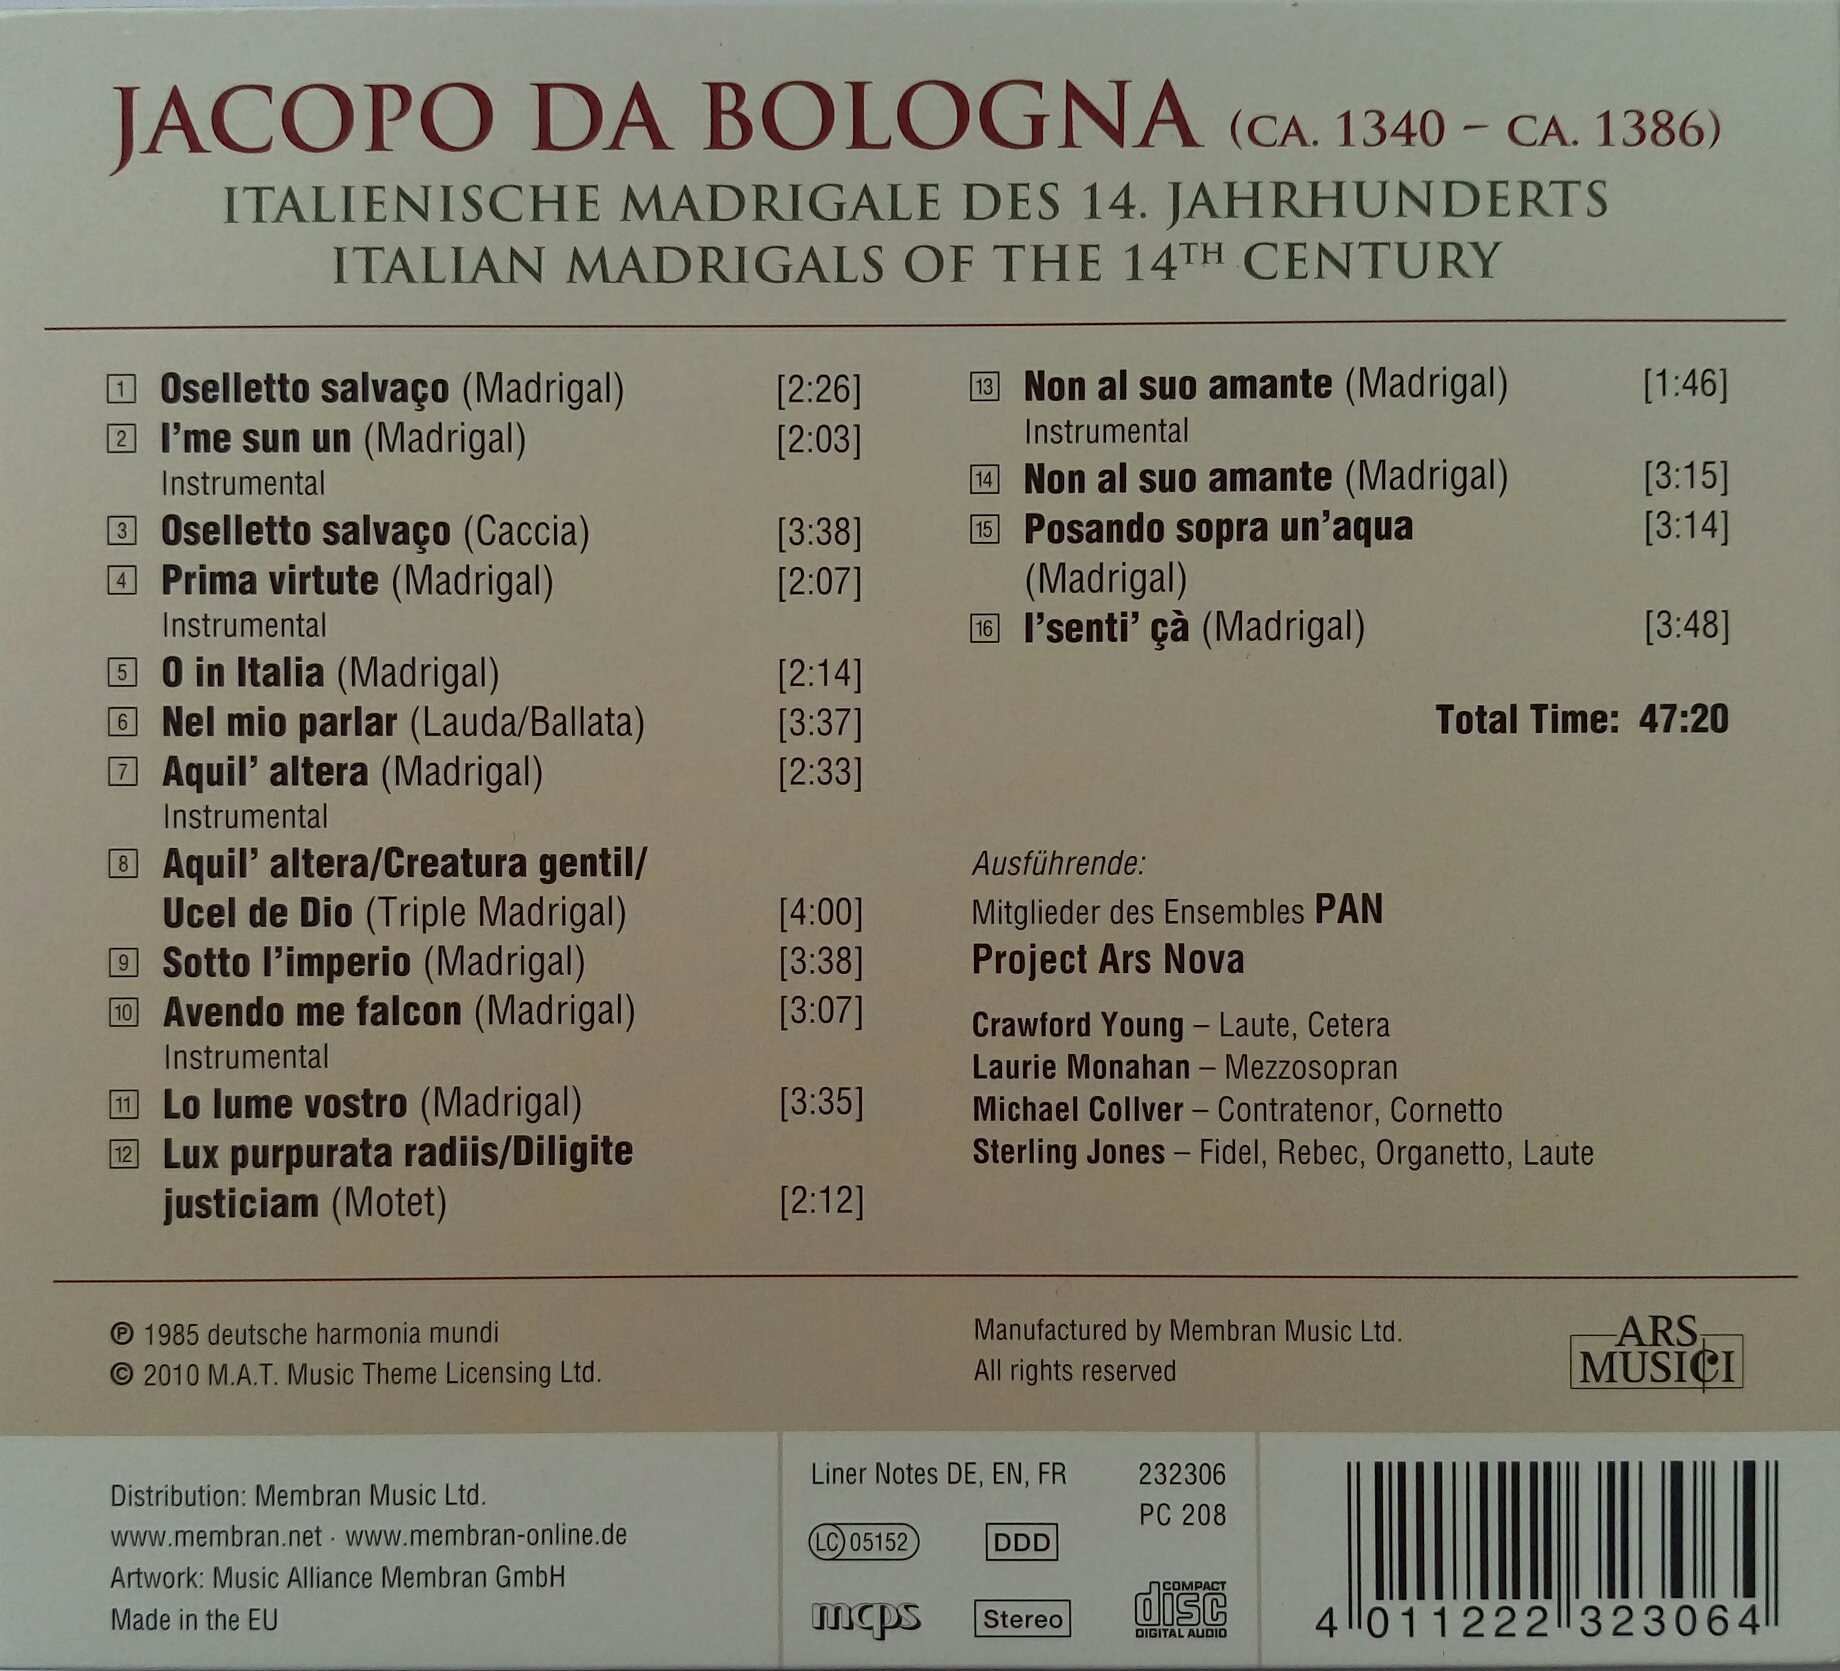 JACOPO DA BOLOGNA (CA. 1340 – CA. 1386)
ITALIENISCHE MADRIGALE DES 14. JAHRHUNDERTS
ITALIAN MADRIGALS OF THE 14TH CENTURY
1 Oselletto salvaço (Madrigal) [2:26]
2 I'me sun un (Madrigal) [2:03]
Instrumental
3 Oselletto salvaço (Caccia) [3:38]
4 Prima virtute (Madrigal) [2:07]
Instrumental
5 O in Italia (Madrigal) [2:14]
6 Nel mio parlar (Lauda/Ballata) [3:37]
7 Aquil' altera (Madrigal) [2:33]
Instrumental
8 Aquil' altera/Creatura gentil/
Ucel de Dio (Triple Madrigal) [4:00]
9 Sotto l'imperio (Madrigal) [3:38]
10 Avendo me falcon (Madrigal) [3:07]
Instrumental
11 Lo lume vostro (Madrigal) [3:35]
12 Lux purpurata radiis/Diligite
justiciam (Motet) [2:12]
13 Non al suo amante (Madrigal) [1:46]
Instrumental
14 Non al suo amante (Madrigal) [3:15]
15 Posando sopra un'aqua [3:14]
(Madrigal)
16 I'senti' çà (Madrigal) [3:48]
Total Time: 47:20
Ausführende:
Mitglieder des Ensembles PAN
Project Ars Nova
Crawford Young – Laute, Cetera
Laurie Monahan – Mezzosopran
Michael Collver – Contratenor, Cornetto
Sterling Jones – Fidel, Rebec, Organetto, Laute
℗ 1985 deutsche harmonia mundi
© 2010 M.A.T. Music Theme Licensing Ltd.
Manufactured by Membran Music Ltd.
All rights reserved
ARS
MUSICI
Distribution: Membran Music Ltd.
www.membran.net · www.membran-online.de
Artwork: Music Alliance Membran GmbH
Made in the EU
Liner Notes DE, EN, FR 232306
PC 208
LC 05152 DDD
mcps Stereo
COMPACT
disc
DIGITAL AUDIO
4 011222 323064